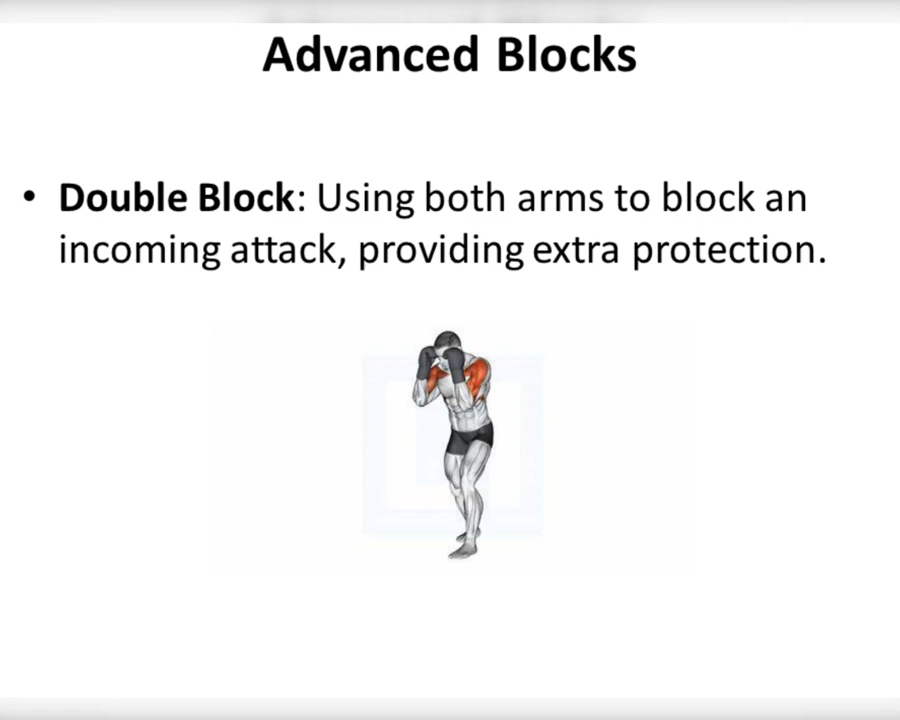 Advanced Blocks
• Double Block: Using both arms to block an
incoming attack, providing extra protection.